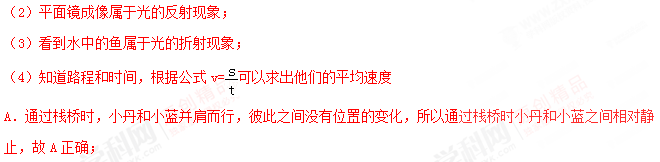 （2）平面镜成像属于光的反射现象；
（3）看到水中的鱼属于光的折射现象；
（4）知道路程和时间，根据公式 v=s/t可以求出他们的平均速度
A．通过栈桥时，小丹和小蓝并肩而行，彼此之间没有位置的变化，所以通过栈桥时小丹和小蓝之间相对静
止，故 A 正确；